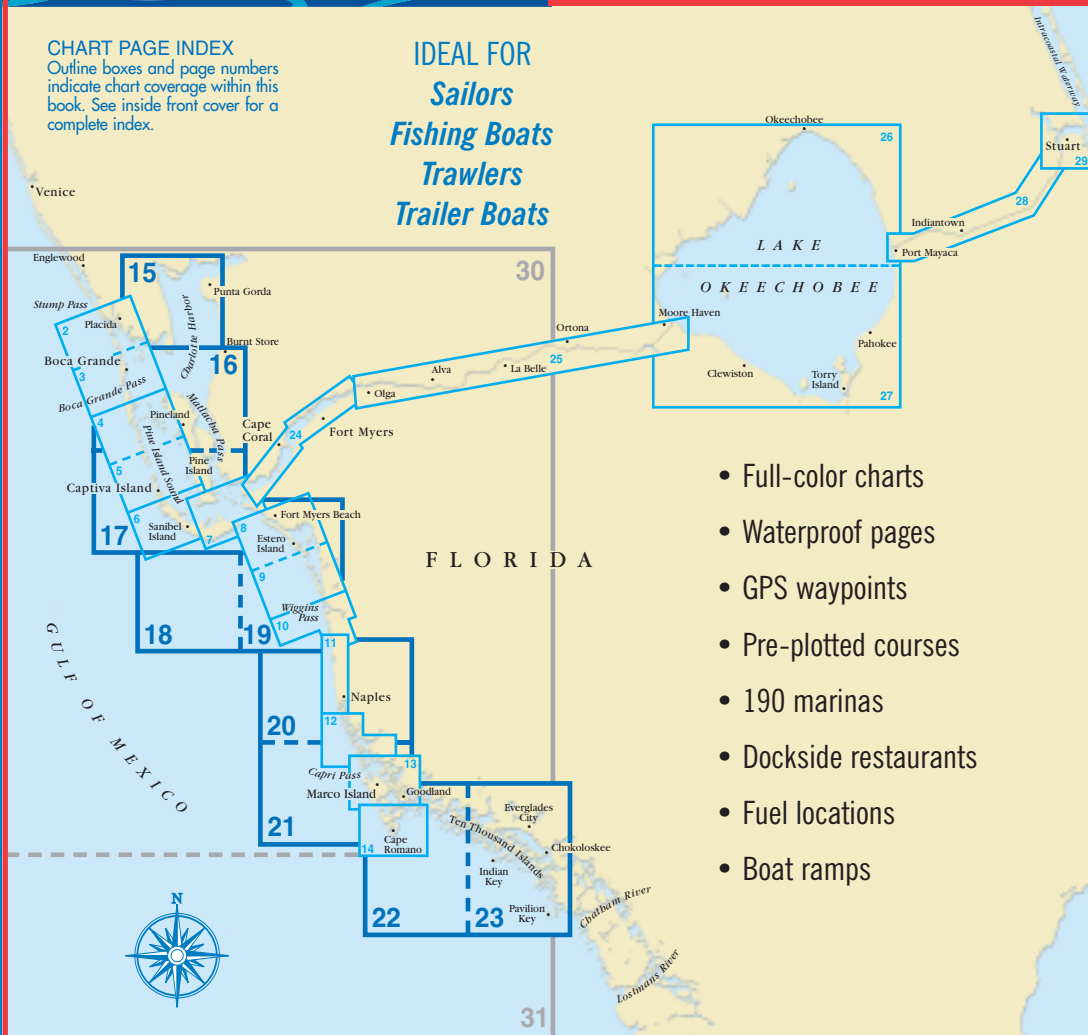 CHART PAGE INDEX
Outline boxes and page numbers
indicate chart coverage within this
book. See inside front cover for a
complete index.
IDEAL FOR
Sailors
Fishing Boats
Trawlers
Trailer Boats
Intracoastal Waterway
Okeechobee
26
Stuart
29
28
Indiantown
Port Mayaca
LAKE
OKEECHOBEE
Moore Haven
Pahokee
Clewiston
Torry
Island
27
Venice
Englewood
30
15
Punta Gorda
Stump Pass
2
Placida
Charlotte Harbor
Burnt Store
Boca Grande
3
16
Boca Grande Pass
4
Pineland
Matlacha Pass
Cape
Coral
24
Fort Myers
Olga
Alva
La Belle
25
Ortona
5
Pine Island Sound
Pine
Island
Captiva Island
6
17
Sanibel
Island
7
8
Fort Myers Beach
Estero
Island
9
FLORIDA
Wiggins
Pass
10
18
19
11
GULF OF MEXICO
Naples
20
12
13
Capri Pass
Marco Island
Goodland
21
14
Cape
Romano
Everglades
City
Ten Thousand Islands
Chokoloskee
Indian
Key
22
23
Pavilion
Key
Chatham River
Lostmans River
N
31
• Full-color charts
• Waterproof pages
• GPS waypoints
• Pre-plotted courses
• 190 marinas
• Dockside restaurants
• Fuel locations
• Boat ramps